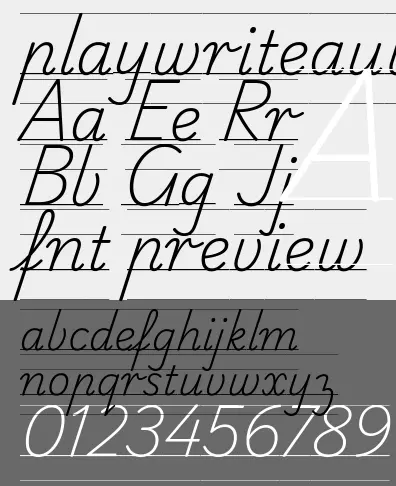 playwriteau
Aa Ee Rr
A
Bb Gg Jj
fnt preview
abcdefghijklm
nopqrstuvwxyz
0123456789